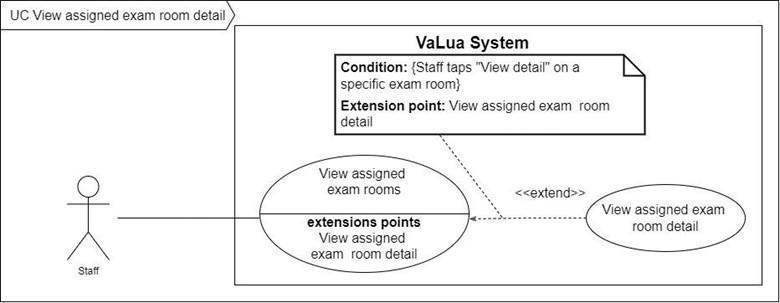 UC View assigned exam room detail
VaLua System
Condition: {Staff taps "View detail" on a
specific exam room}
Extension point: View assigned exam room
detail
View assigned
exam rooms
<<extend>>
extensions points
View assigned
exam room detail
View assigned exam
room detail
Staff